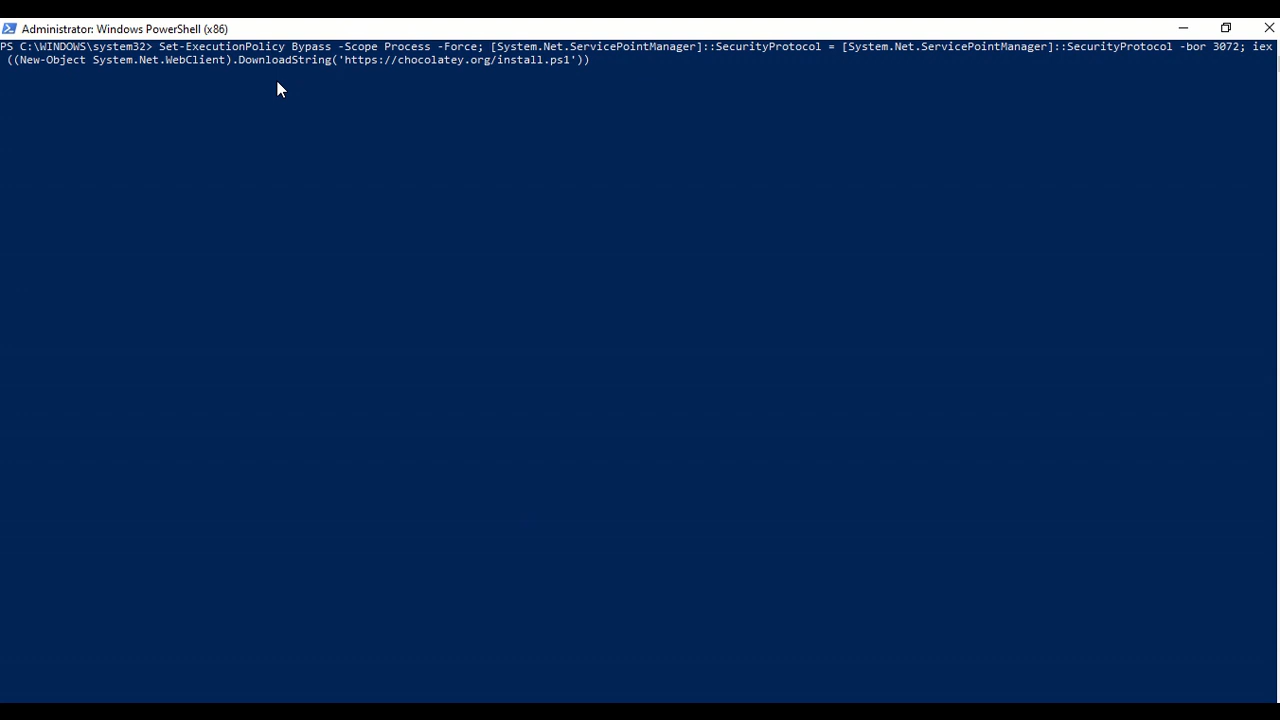 Administrator: Windows PowerShell (x86)
PS C:\WINDOWS\system32> Set-ExecutionPolicy Bypass -Scope Process -Force; [System.Net.ServicePointManager]::SecurityProtocol = [System.Net.ServicePointManager]::SecurityProtocol -bor 3072; iex
((New-Object System.Net.WebClient).DownloadString('https://chocolatey.org/install.ps1'))